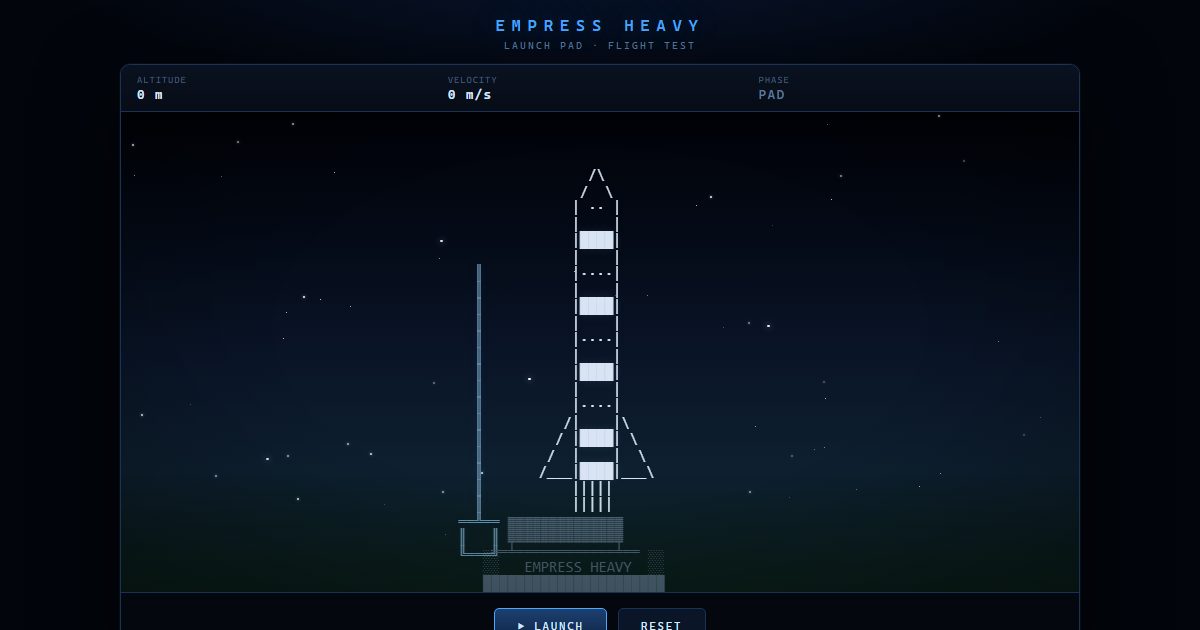 EMPRESS HEAVY
LAUNCH PAD · FLIGHT TEST
ALTITUDE
0 m
VELOCITY
0 m/s
PHASE
PAD
EMPRESS HEAVY
▶ LAUNCH
RESET